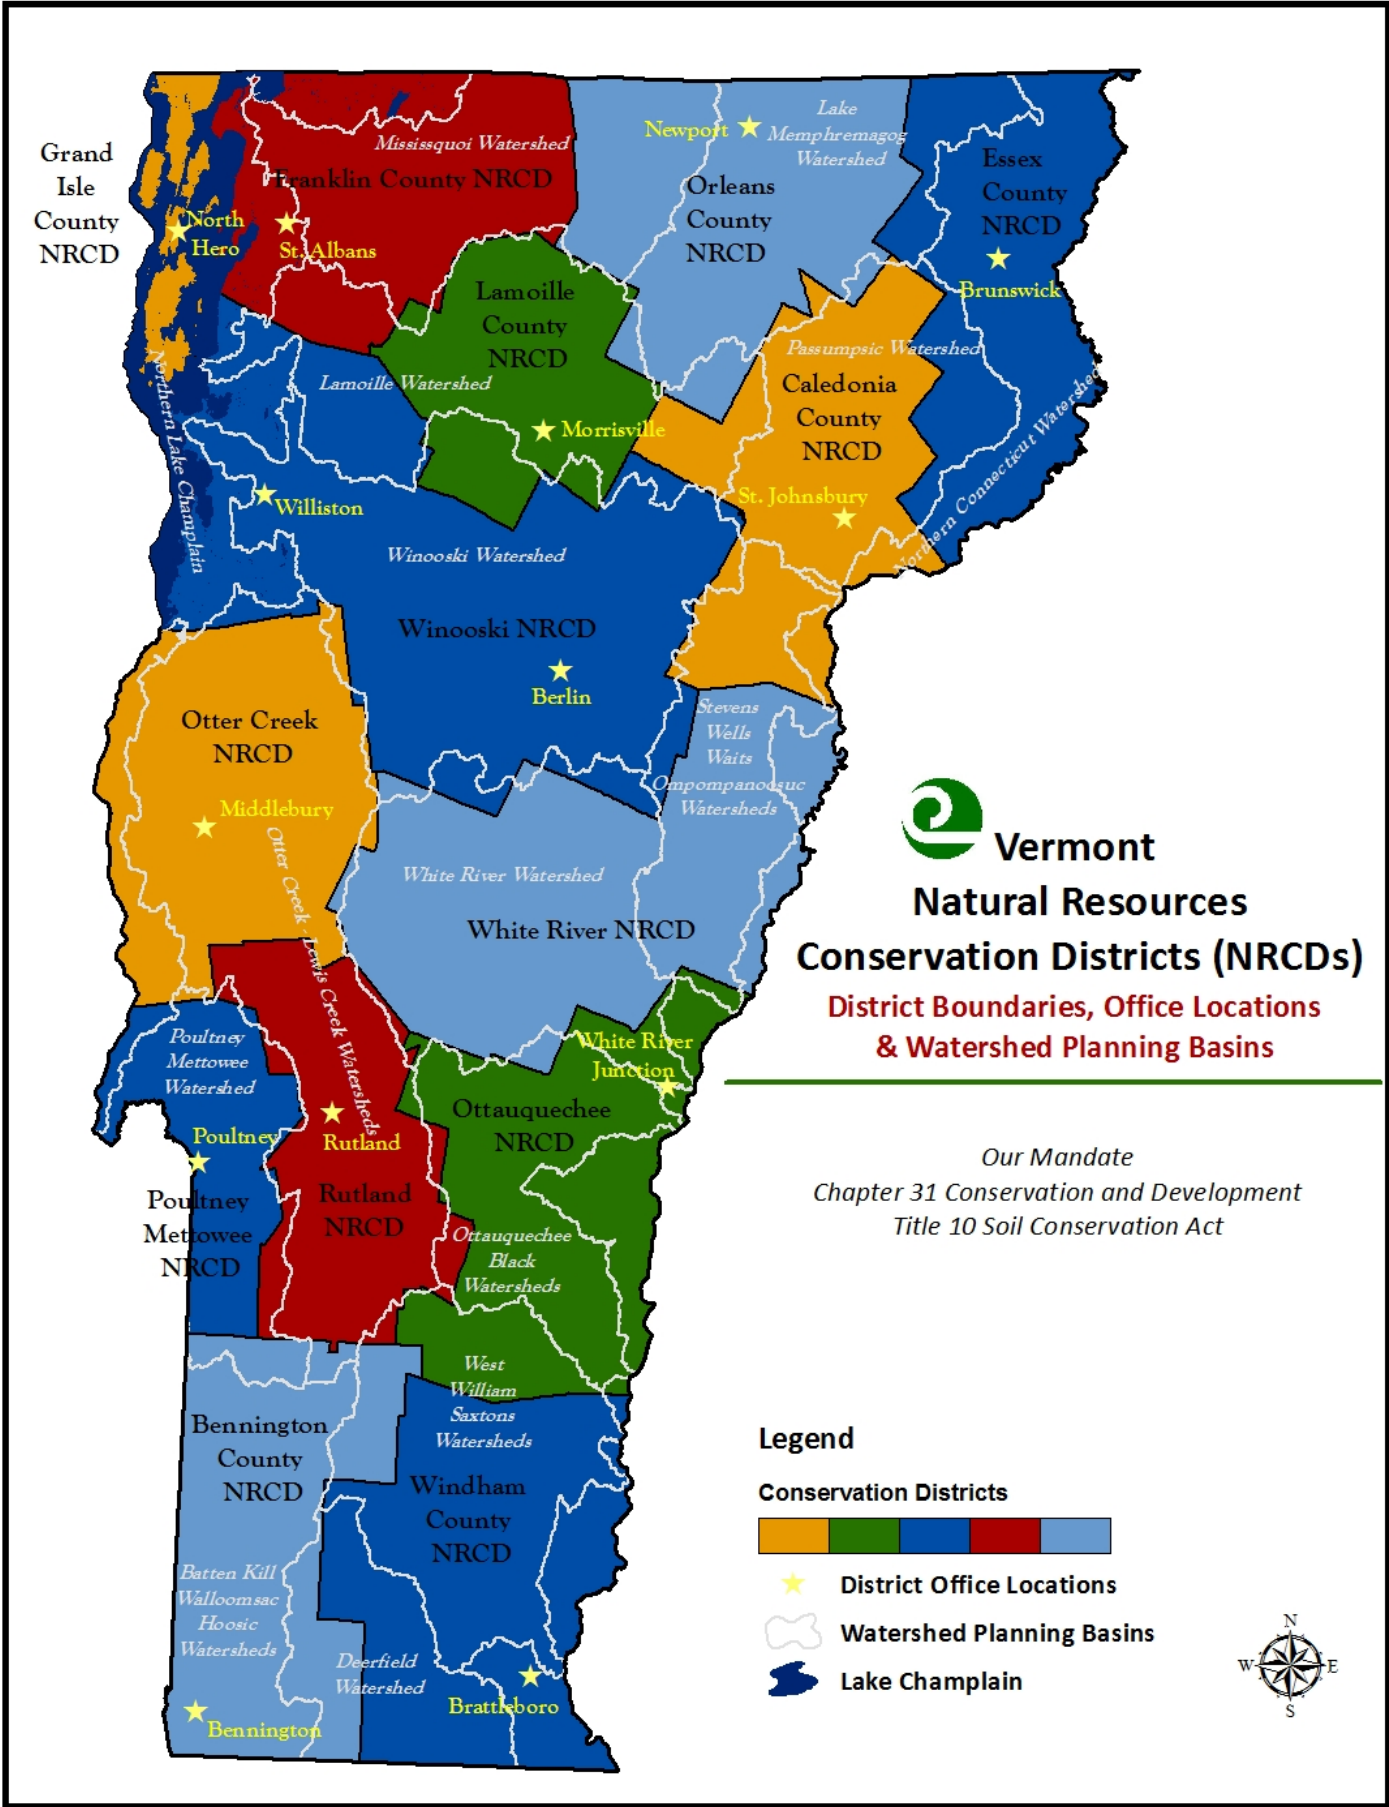 Grand
Isle
County
NRCD
North
Hero
Mississquoi Watershed
Franklin County NRCD
St. Albans
Newport
Lake
Memphremagog
Watershed
Orleans
County
NRCD
Essex
County
NRCD
Brunswick
Lamoille
County
NRCD
Morrisville
Lamoille Watershed
Passumpsic Watershed
Caledonia
County
NRCD
St. Johnsbury
Northern Connecticut Watershed
Northern Lake Champlain
Williston
Winooski Watershed
Winooski NRCD
Berlin
Otter Creek
NRCD
Middlebury
Otter Creek - Lewis Creek Watersheds
Stevens
Wells
Waits
Ompompanoosuc
Watersheds
White River Watershed
White River NRCD
White River
Junction
Poultney
Mettowee
Watershed
Poultney
Poultney
Mettowee
NRCD
Rutland
Rutland
NRCD
Ottauquechee
NRCD
Ottauquechee
Black
Watersheds
West
William
Saxtons
Watersheds
Bennington
County
NRCD
Windham
County
NRCD
Batten Kill
Walloomsac
Hoosic
Watersheds
Bennington
Deerfield
Watershed
Brattleboro
Vermont
Natural Resources
Conservation Districts (NRCDs)
District Boundaries, Office Locations
& Watershed Planning Basins
Our Mandate
Chapter 31 Conservation and Development
Title 10 Soil Conservation Act
Legend
Conservation Districts
District Office Locations
Watershed Planning Basins
Lake Champlain
N
W
E
S